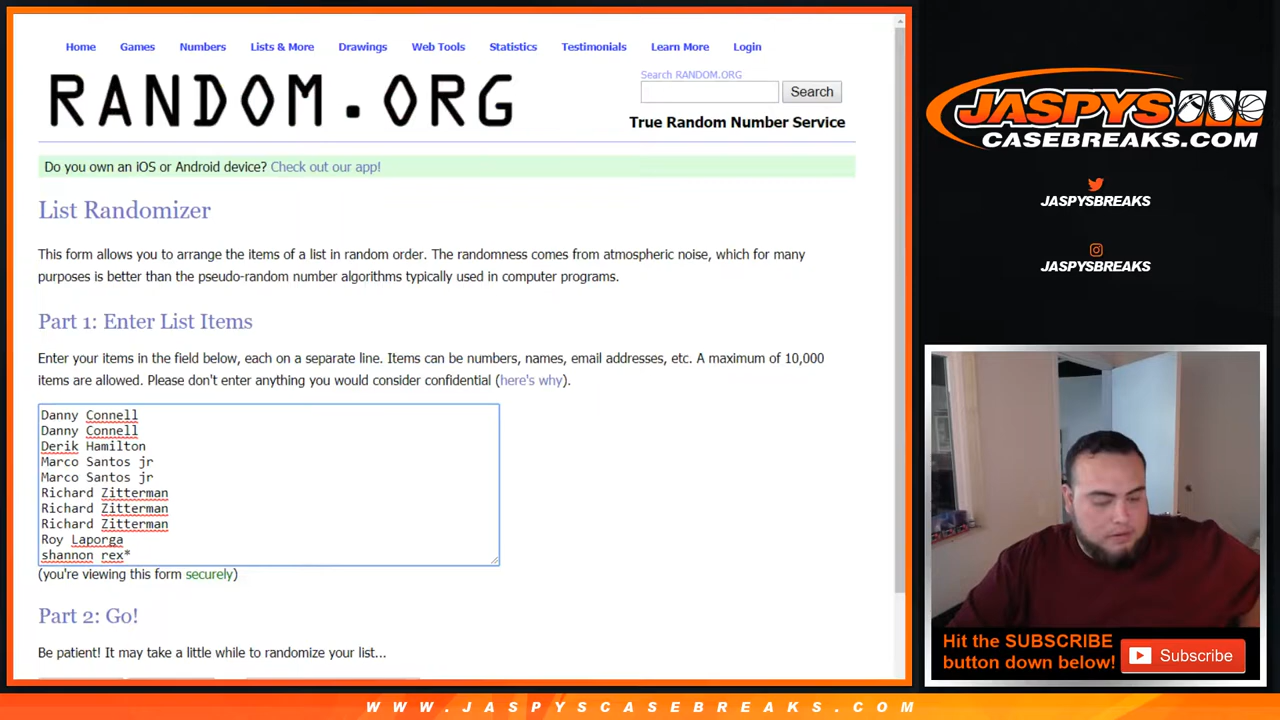 Home Games Numbers Lists & More Drawings Web Tools Statistics Testimonials Learn More Login
RANDOM.ORG
Search RANDOM.ORG
Search
True Random Number Service
Do you own an iOS or Android device? Check out our app!
List Randomizer
This form allows you to arrange the items of a list in random order. The randomness comes from atmospheric noise, which for many
purposes is better than the pseudo-random number algorithms typically used in computer programs.
Part 1: Enter List Items
Enter your items in the field below, each on a separate line. Items can be numbers, names, email addresses, etc. A maximum of 10,000
items are allowed. Please don't enter anything you would consider confidential (here's why).
Danny Connell
Danny Connell
Derik Hamilton
Marco Santos jr
Marco Santos jr
Richard Zitterman
Richard Zitterman
Richard Zitterman
Roy Laporga
shannon rex*
(you're viewing this form securely)
Part 2: Go!
Be patient! It may take a little while to randomize your list...
JASPYS
CASEBREAKS.COM
JASPYSBREAKS
JASPYSBREAKS
Hit the SUBSCRIBE
button down below!
Subscribe
WWW.JASPYSCASEBREAKS.COM